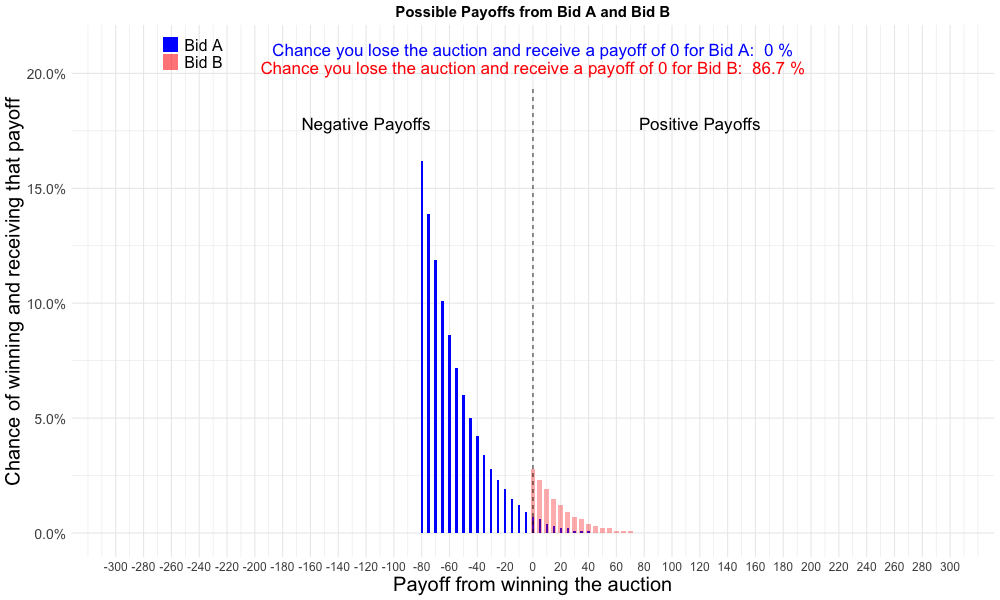 Possible Payoffs from Bid A and Bid B
Bid A
Bid B
Chance you lose the auction and receive a payoff of 0 for Bid A:  0 %
Chance you lose the auction and receive a payoff of 0 for Bid B:  86.7 %
Negative Payoffs
Positive Payoffs
Chance of winning and receiving that payoff
20.0%
15.0%
10.0%
5.0%
0.0%
-300 -280 -260 -240 -220 -200 -180 -160 -140 -120 -100 -80 -60 -40 -20 0 20 40 60 80 100 120 140 160 180 200 220 240 260 280 300
Payoff from winning the auction